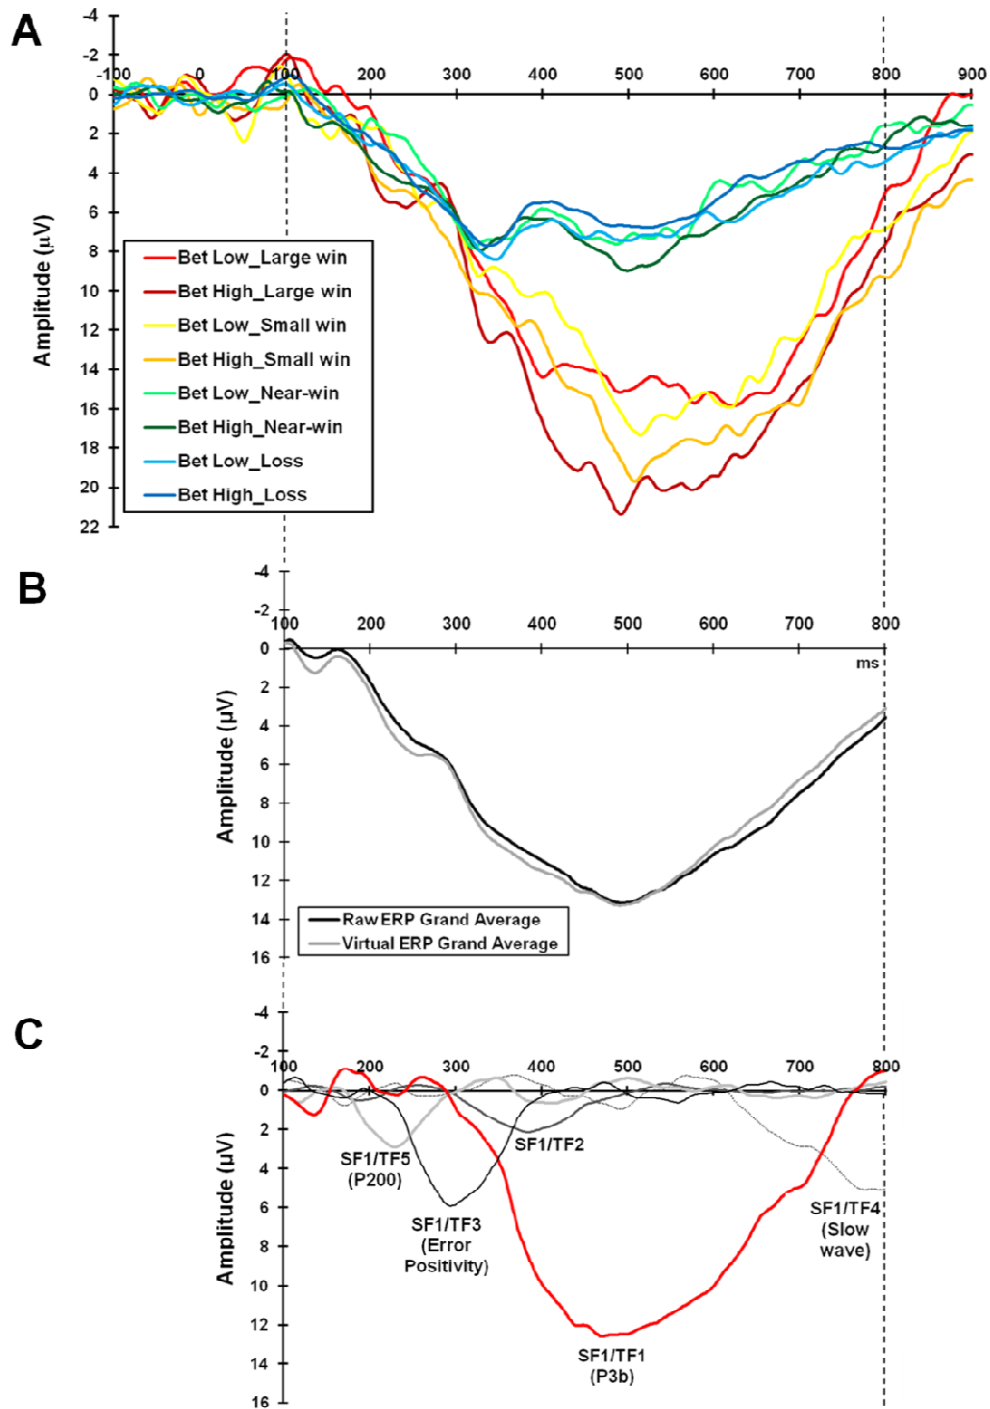 A
-4
-2
-100 0 100 200 300 400 500 600 700 800 900
0
2
4
6
8
10
12
14
16
18
20
22
Amplitude (µV)
Bet Low_Large win
Bet High_Large win
Bet Low_Small win
Bet High_Small win
Bet Low_Near-win
Bet High_Near-win
Bet Low_Loss
Bet High_Loss
B
-4
-2
100 200 300 400 500 600 700 800
0
ms
2
4
6
8
10
12
14
16
Amplitude (µV)
Raw ERP Grand Average
Virtual ERP Grand Average
C
-4
-2
100 200 300 400 500 600 700 800
0
2
4
6
8
10
12
14
16
Amplitude (µV)
SF1/TF5
(P200)
SF1/TF2
SF1/TF3
(Error
Positivity)
SF1/TF4
(Slow
wave)
SF1/TF1
(P3b)